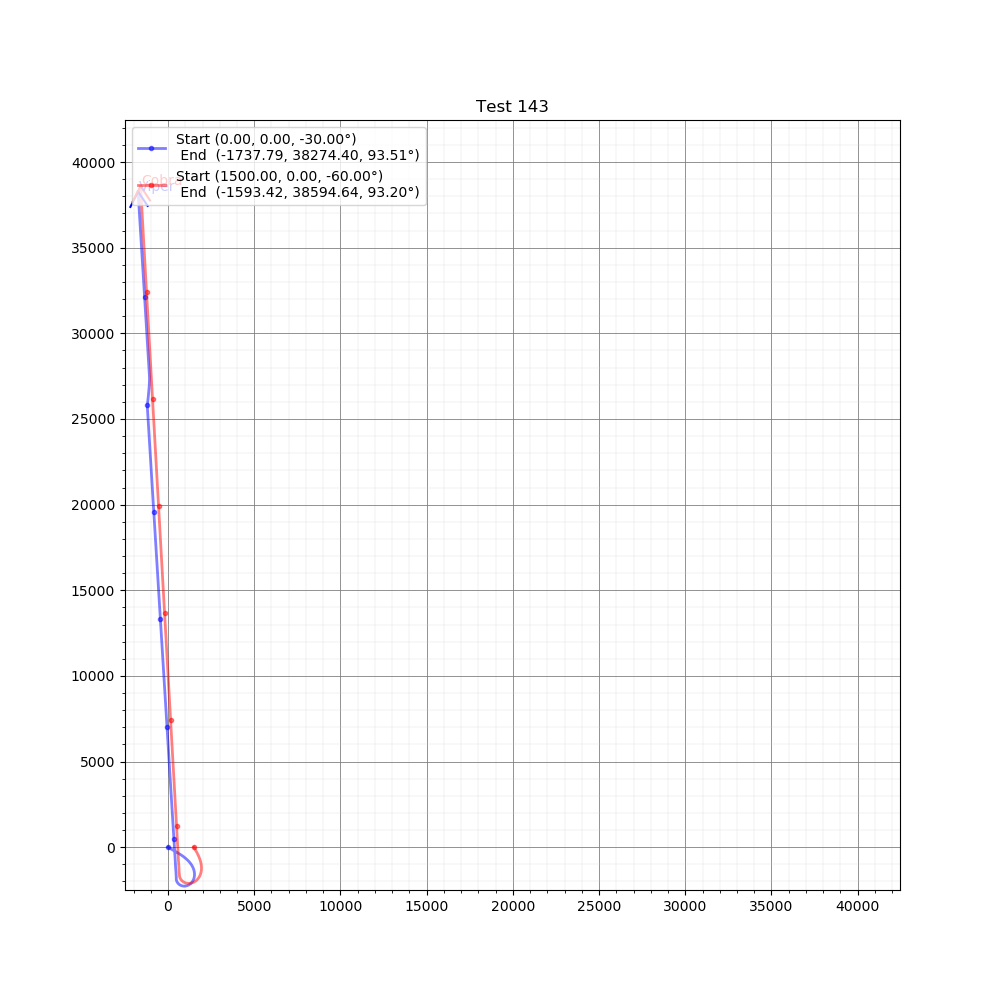 Test 143
Start (0.00, 0.00, -30.00°)
End (-1737.79, 38274.40, 93.51°)
Start (1500.00, 0.00, -60.00°)
End (-1593.42, 38594.64, 93.20°)
40000
35000
30000
25000
20000
15000
10000
5000
0
0 5000 10000 15000 20000 25000 30000 35000 40000